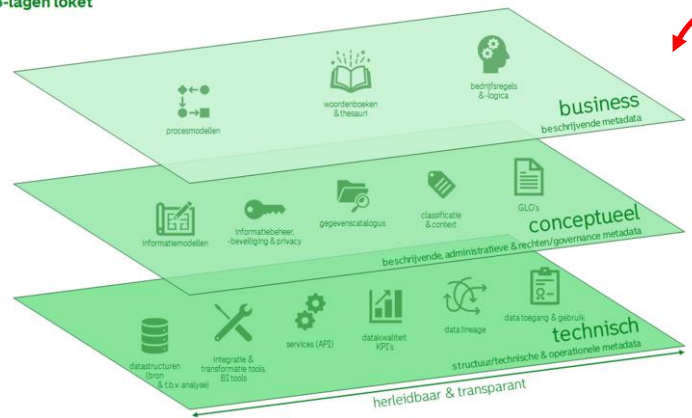 -lagen loket
procesmodellen
woordenboeken
& thesauri
bedrijfsregels
& -logica
business
beschrijvende metadata
informatiemodellen
informatiebeheer,
-beveiliging & privacy
gegevenscatalogus
classificatie
& context
GLO's
conceptueel
beschrijvende, administratieve & rechten/governance metadata
datastructuren
(bron
& t.b.v. analyse)
integratie &
transformatie tools,
BI tools
services (API)
datakwaliteit
KPI's
data lineage
data toegang & gebruik
technisch
structuur/technische & operationele metadata
herleidbaar & transparant